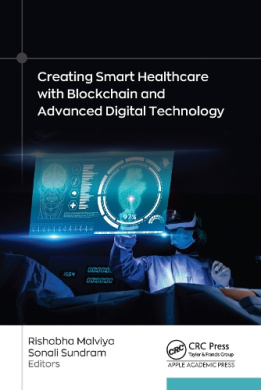 Creating Smart Healthcare
with Blockchain and
Advanced Digital Technology
97%
Rishabha Malviya
Sonali Sundram
Editors
CRC Press
Taylor & Francis Group
APPLE ACADEMIC PRESS